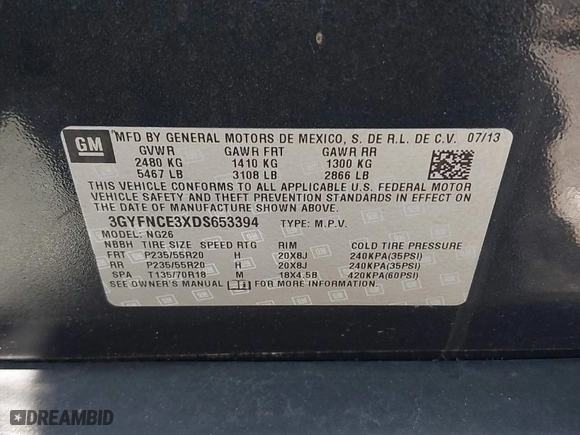 GM MFD BY GENERAL MOTORS DE MEXICO, S. DE R.L. DE C.V. 07/13
GVWR GAWR FRT GAWR RR
2480 KG 1410 KG 1300 KG
5467 LB 3108 LB 2866 LB
THIS VEHICLE CONFORMS TO ALL APPLICABLE U.S. FEDERAL MOTOR
VEHICLE SAFETY AND THEFT PREVENTION STANDARDS IN EFFECT ON THE
DATE OF MANUFACTURE SHOWN ABOVE.
3GYFNCE3XDS653394 TYPE: M.P.V.
MODEL: NG26
NBBH TIRE SIZE SPEED RTG RIM COLD TIRE PRESSURE
FRT P235/55R20 H 20X8J 240KPA(35PSI)
RR P235/55R20 H 20X8J 240KPA(35PSI)
SPA T135/70R18 M 18X4.5B 420KPA(60PSI)
SEE OWNER'S MANUAL FOR MORE INFORMATION.
DREAMBID